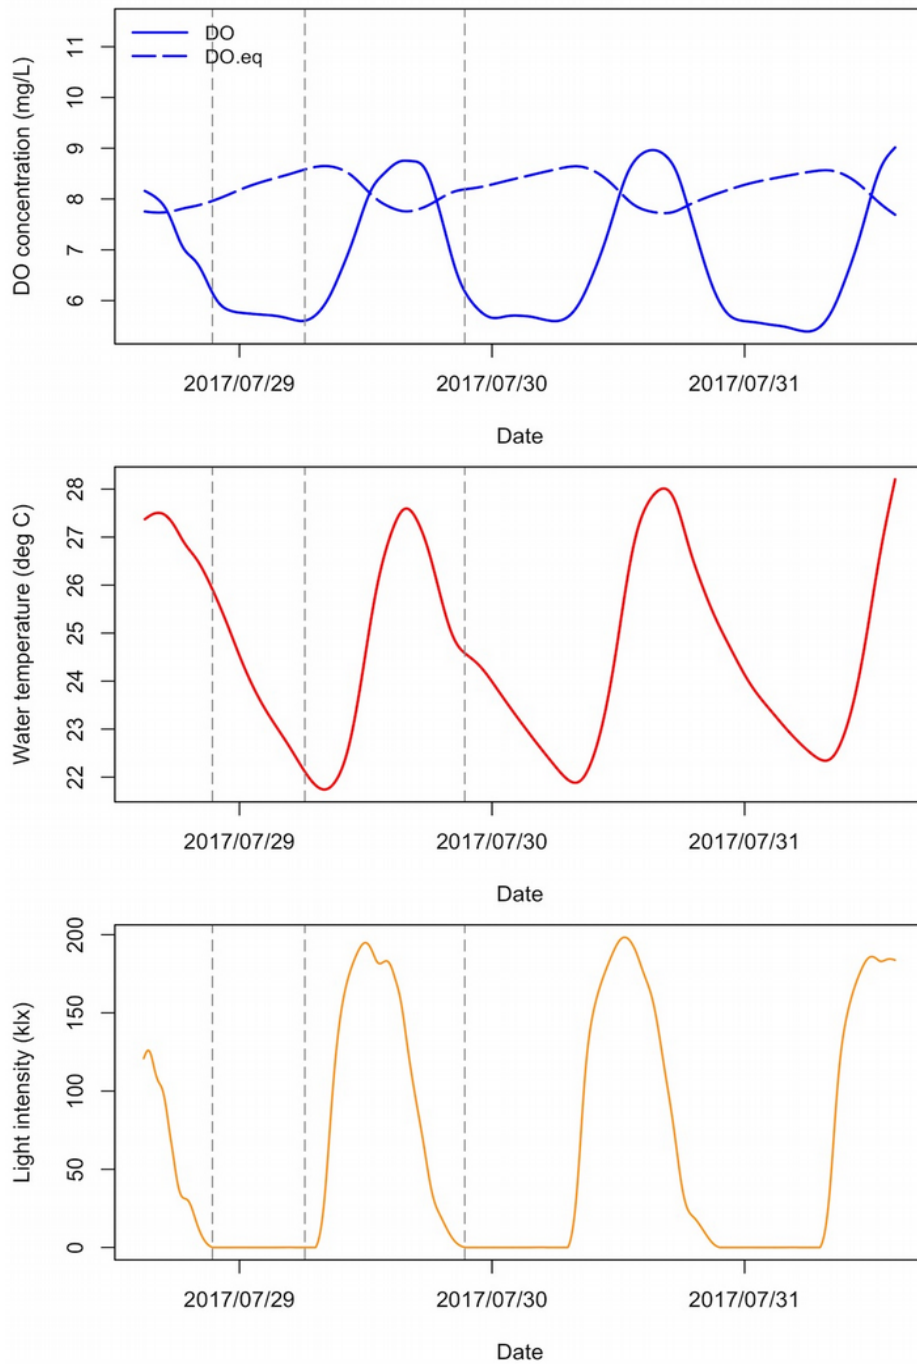 DO
DO.eq
DO concentration (mg/L)
11
10
9
8
7
6
2017/07/29 2017/07/30 2017/07/31
Date
Water temperature (deg C)
28
27
26
25
24
23
22
2017/07/29 2017/07/30 2017/07/31
Date
Light intensity (klx)
200
150
100
50
0
2017/07/29 2017/07/30 2017/07/31
Date